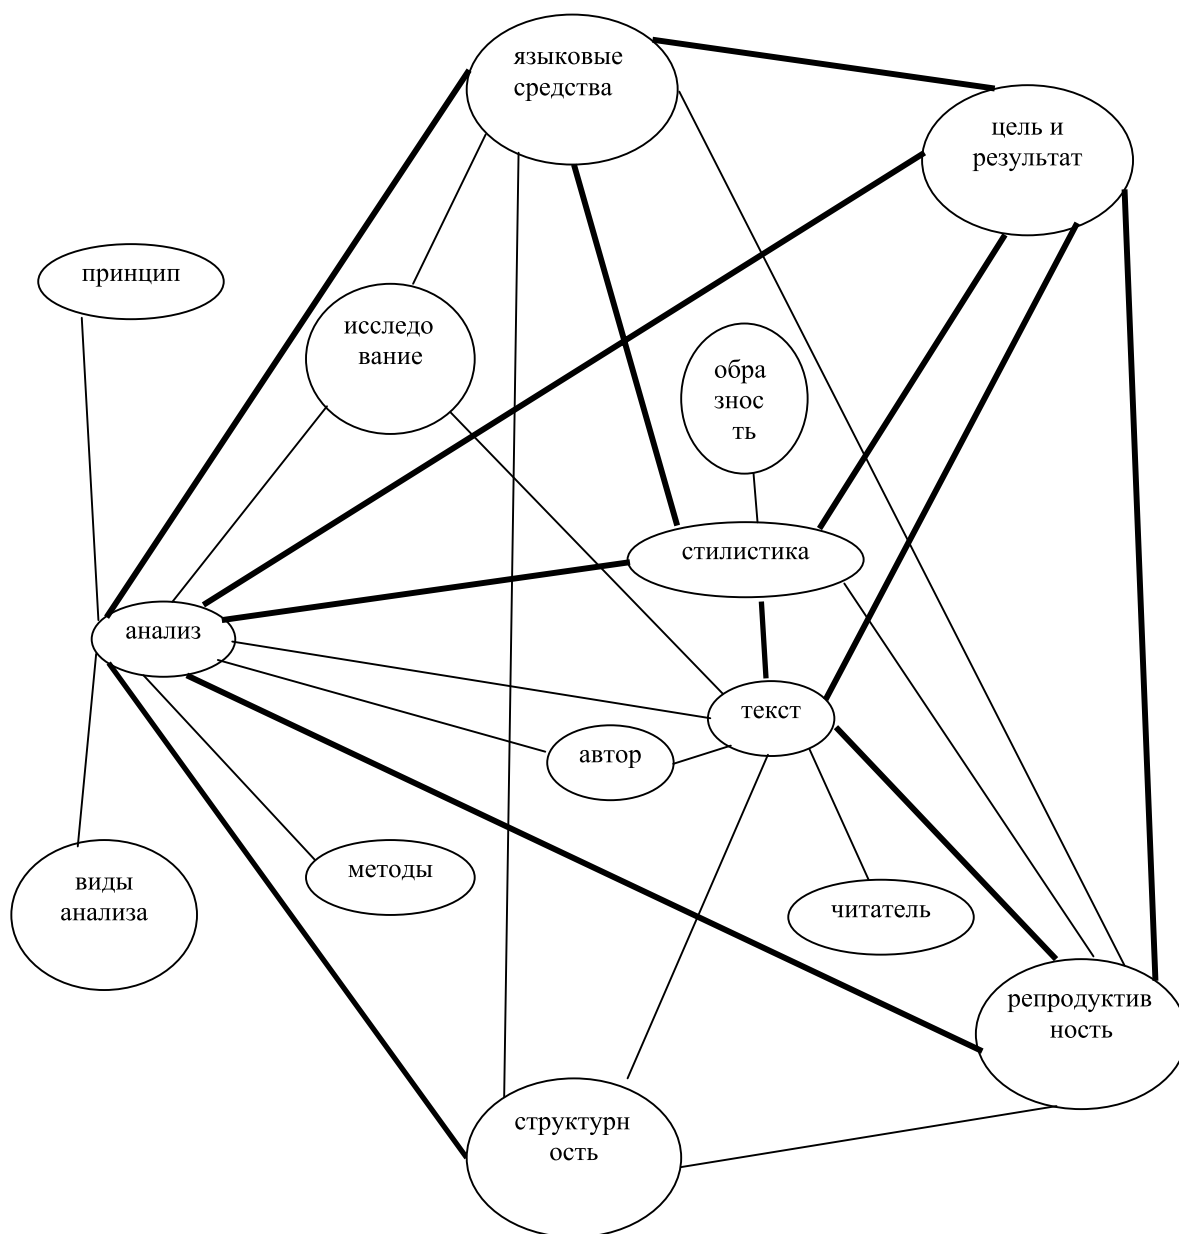 языковые
средства
цель и
результат
принцип
исследо
вание
обра
знос
ть
стилистика
анализ
текст
автор
виды
анализа
методы
читатель
репродуктив
ность
структурн
ость